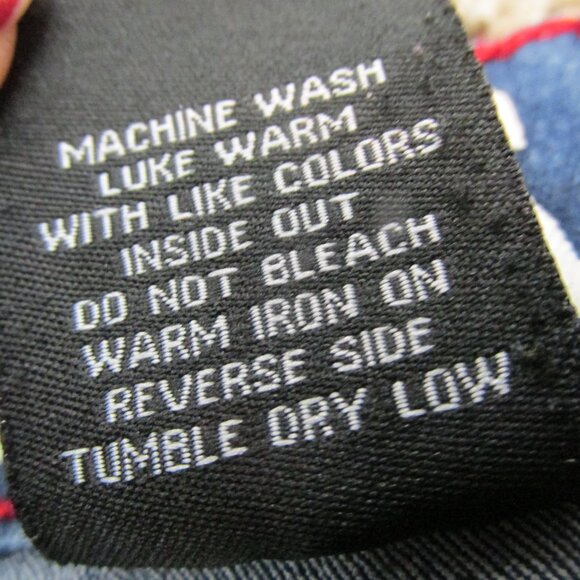 MACHINE WASH
LUKE WARM
WITH LIKE COLORS
INSIDE OUT
DO NOT BLEACH
WARM IRON ON
REVERSE SIDE
TUMBLE DRY LOW